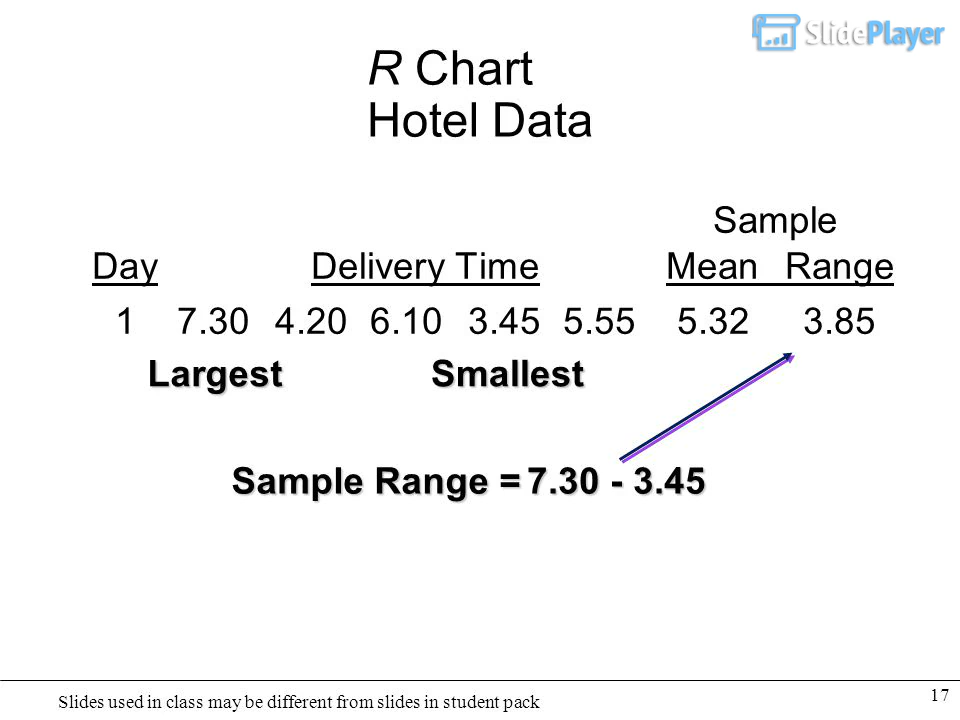 SlidePlayer
R Chart
Hotel Data
Sample
Day Delivery Time Mean Range
1 7.30 4.20 6.10 3.45 5.55 5.32 3.85
Largest Smallest
Sample Range = 7.30 - 3.45
Slides used in class may be different from slides in student pack
17